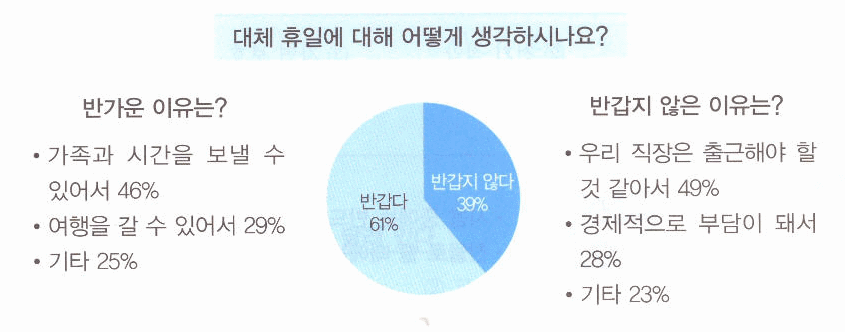 대체 휴일에 대해 어떻게 생각하시나요?
반가운 이유는?
• 가족과 시간을 보낼 수
있어서 46%
• 여행을 갈 수 있어서 29%
• 기타 25%
반갑다
61%
반갑지 않다
39%
반갑지 않은 이유는?
• 우리 직장은 출근해야 할
것 같아서 49%
• 경제적으로 부담이 돼서
28%
• 기타 23%